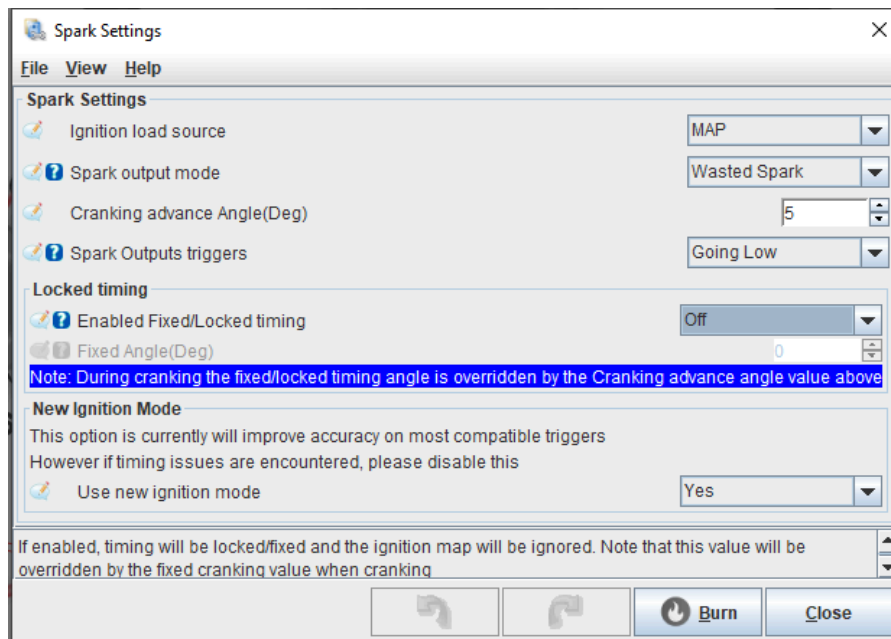 Spark Settings
File View Help
Spark Settings
Ignition load source MAP
Spark output mode Wasted Spark
Cranking advance Angle(Deg) 5
Spark Outputs triggers Going Low
Locked timing
Enabled Fixed/Locked timing Off
Fixed Angle(Deg) 0
Note: During cranking the fixed/locked timing angle is overridden by the Cranking advance angle value above
New Ignition Mode
This option is currently will improve accuracy on most compatible triggers
However if timing issues are encountered, please disable this
Use new ignition mode Yes
If enabled, timing will be locked/fixed and the ignition map will be ignored. Note that this value will be
overridden by the fixed cranking value when cranking
Burn Close